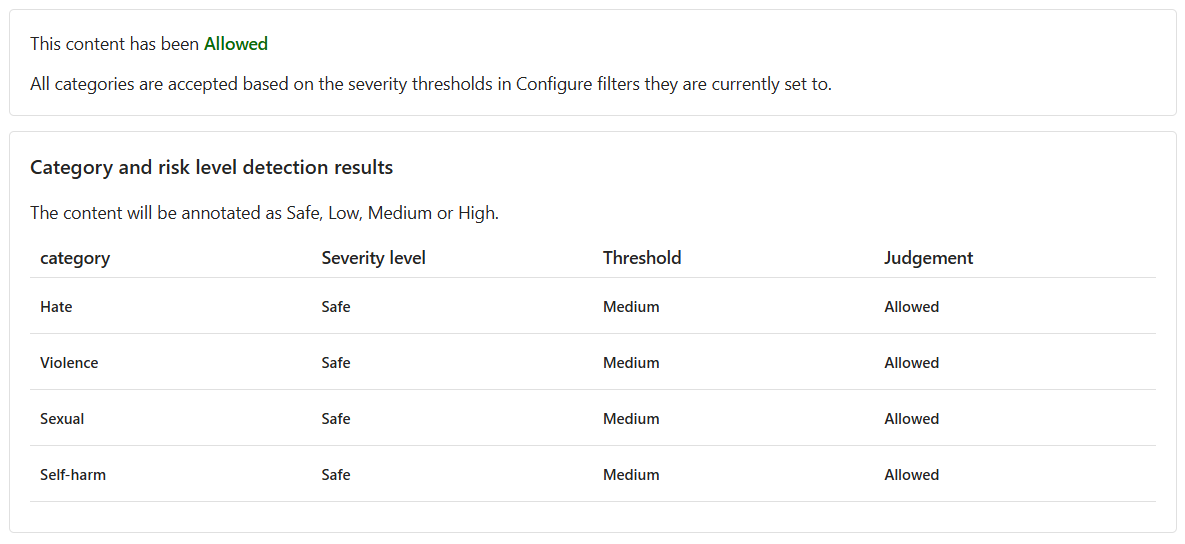 This content has been Allowed
All categories are accepted based on the severity thresholds in Configure filters they are currently set to.
Category and risk level detection results
The content will be annotated as Safe, Low, Medium or High.
category Severity level Threshold Judgement
Hate Safe Medium Allowed
Violence Safe Medium Allowed
Sexual Safe Medium Allowed
Self-harm Safe Medium Allowed